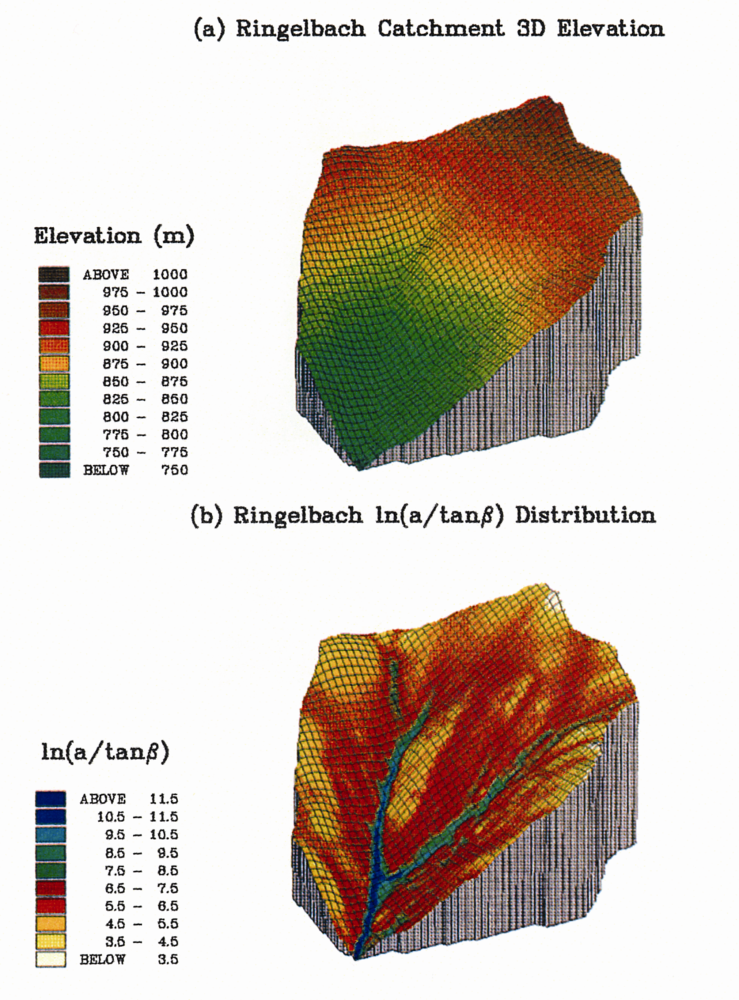 (a) Ringelbach Catchment 3D Elevation
Elevation (m)
ABOVE 1000
975 - 1000
950 - 975
925 - 950
900 - 925
875 - 900
850 - 875
825 - 850
800 - 825
775 - 800
750 - 775
BELOW 750
(b) Ringelbach ln(a/tanβ) Distribution
ln(a/tanβ)
ABOVE 11.5
10.5 - 11.5
9.5 - 10.5
8.5 - 9.5
7.5 - 8.5
6.5 - 7.5
5.5 - 6.5
4.5 - 5.5
3.5 - 4.5
BELOW 3.5